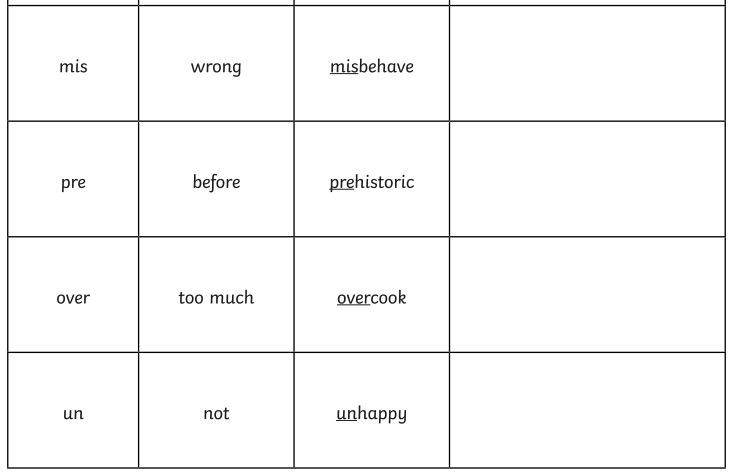 mis wrong misbehave
pre before prehistoric
over too much overcook
un not unhappy